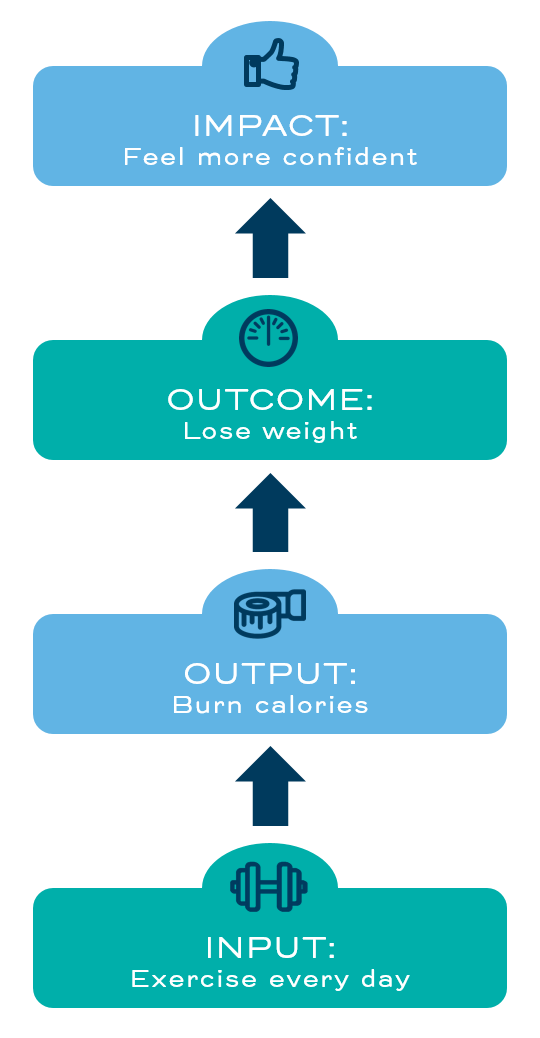 IMPACT:
Feel more confident
OUTCOME:
Lose weight
OUTPUT:
Burn calories
INPUT:
Exercise every day